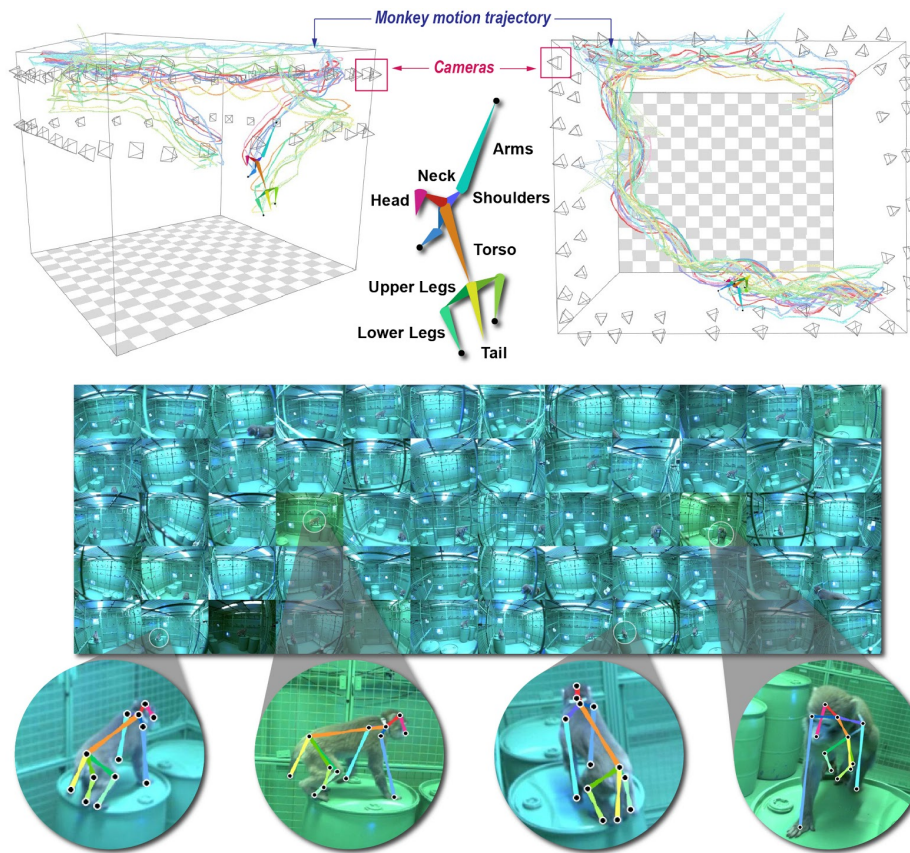 Monkey motion trajectory
Cameras
Arms
Neck
Head
Shoulders
Torso
Upper Legs
Lower Legs
Tail